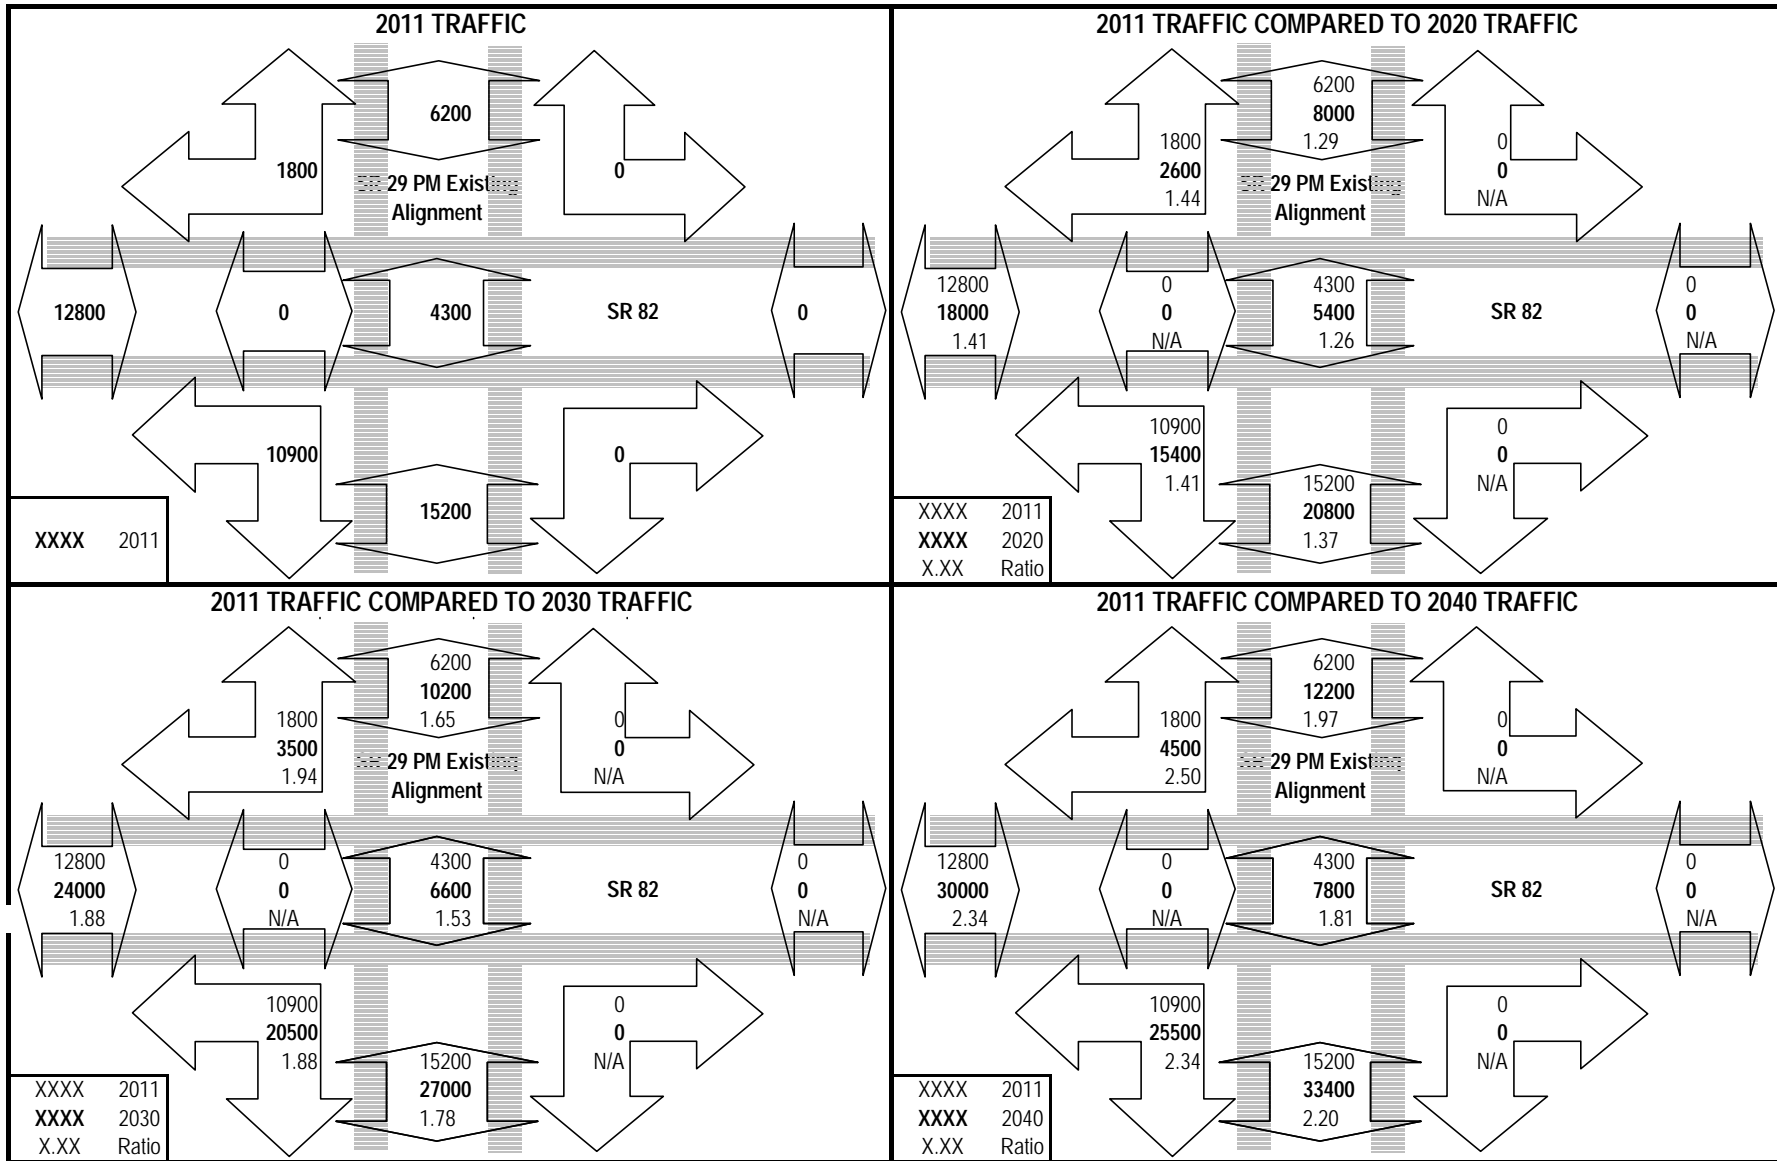 2011 TRAFFIC
6200
1800
0
SR 29 PM Existing
Alignment
12800
0
4300
SR 82
0
10900
0
15200
XXXX 2011
2011 TRAFFIC COMPARED TO 2020 TRAFFIC
6200
8000
1.29
1800
2600
1.44
0
0
N/A
SR 29 PM Existing
Alignment
12800
18000
1.41
0
0
N/A
4300
5400
1.26
SR 82
0
0
N/A
10900
15400
1.41
0
0
N/A
15200
20800
1.37
XXXX 2011
XXXX 2020
X.XX Ratio
2011 TRAFFIC COMPARED TO 2030 TRAFFIC
6200
10200
1.65
1800
3500
1.94
0
0
N/A
SR 29 PM Existing
Alignment
12800
24000
1.88
0
0
N/A
4300
6600
1.53
SR 82
0
0
N/A
10900
20500
1.88
0
0
N/A
15200
27000
1.78
XXXX 2011
XXXX 2030
X.XX Ratio
2011 TRAFFIC COMPARED TO 2040 TRAFFIC
6200
12200
1.97
1800
4500
2.50
0
0
N/A
SR 29 PM Existing
Alignment
12800
30000
2.34
0
0
N/A
4300
7800
1.81
SR 82
0
0
N/A
10900
25500
2.34
0
0
N/A
15200
33400
2.20
XXXX 2011
XXXX 2040
X.XX Ratio